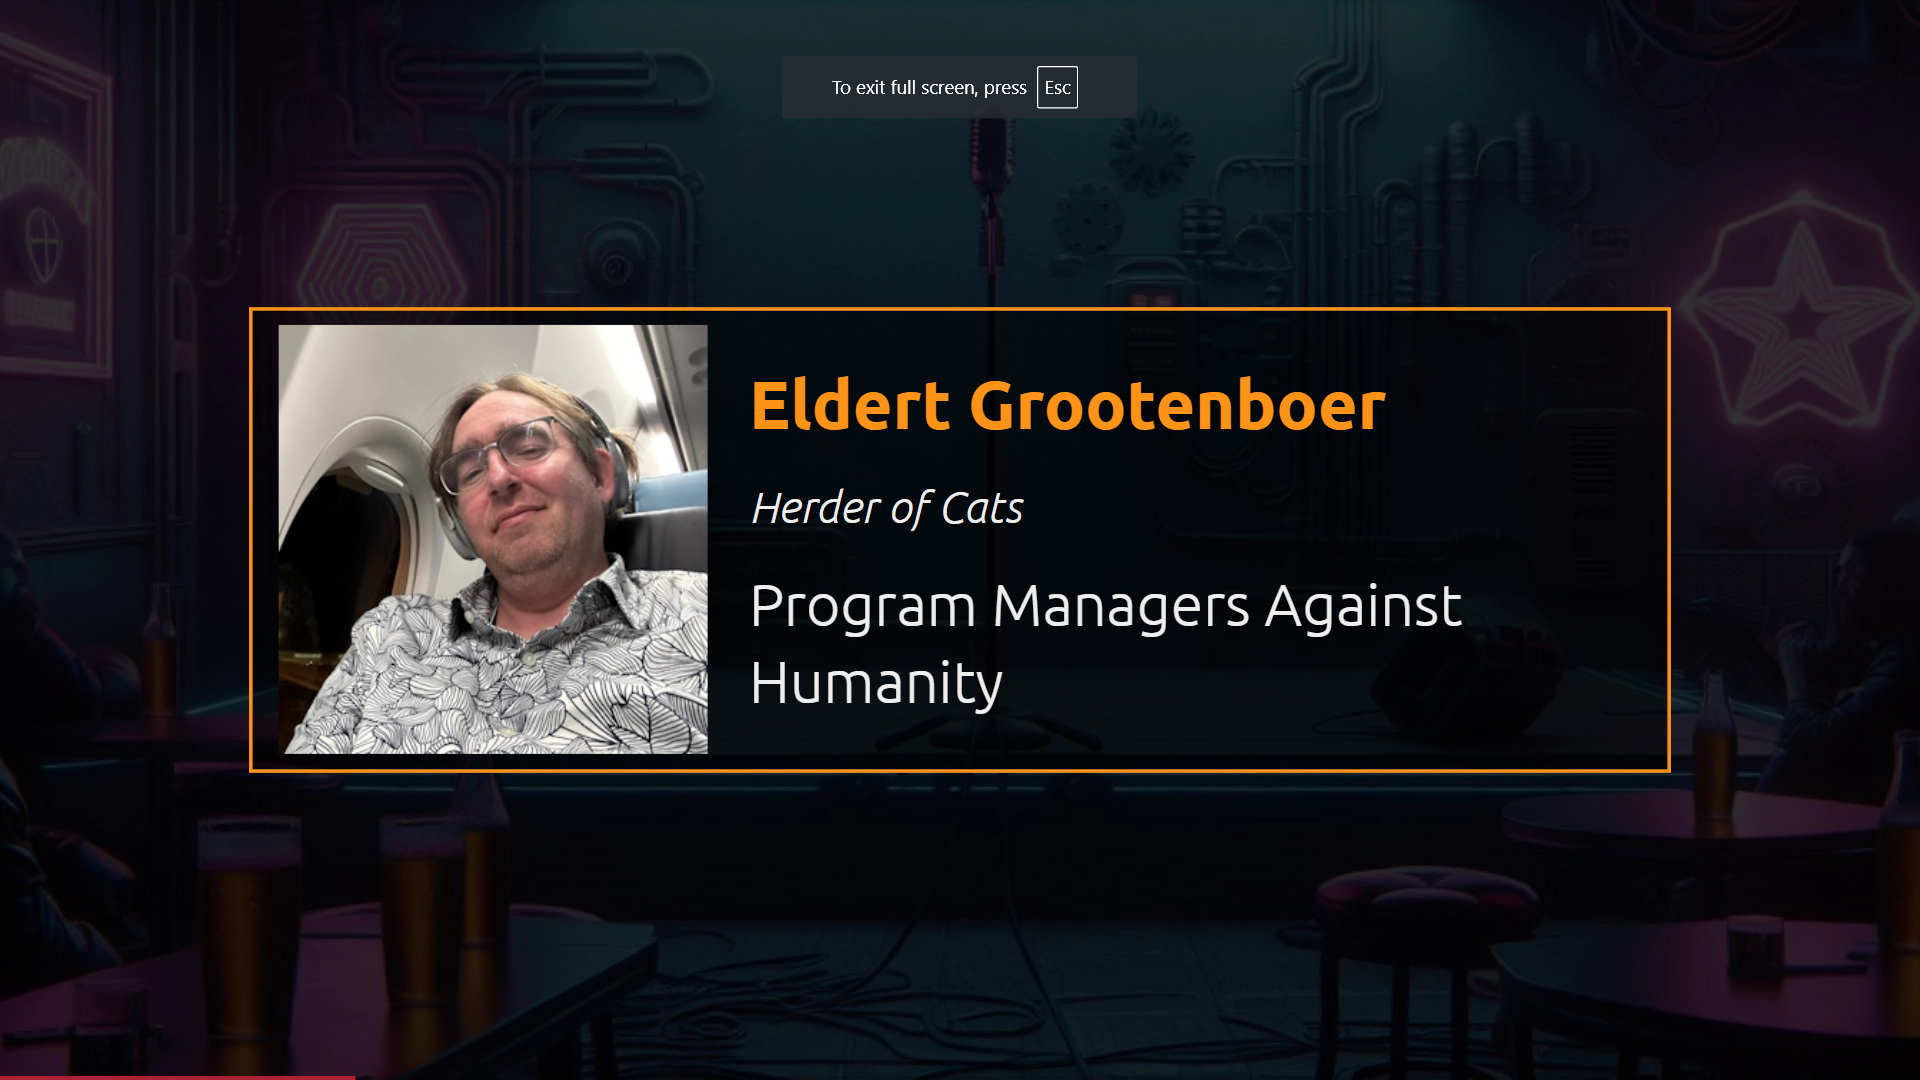 To exit full screen, press Esc
Eldert Grootenboer
Herder of Cats
Program Managers Against
Humanity